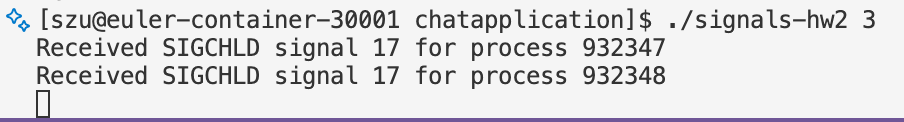 [szu@euler-container-30001 chatapplication]$ ./signals-hw2 3
Received SIGCHLD signal 17 for process 932347
Received SIGCHLD signal 17 for process 932348